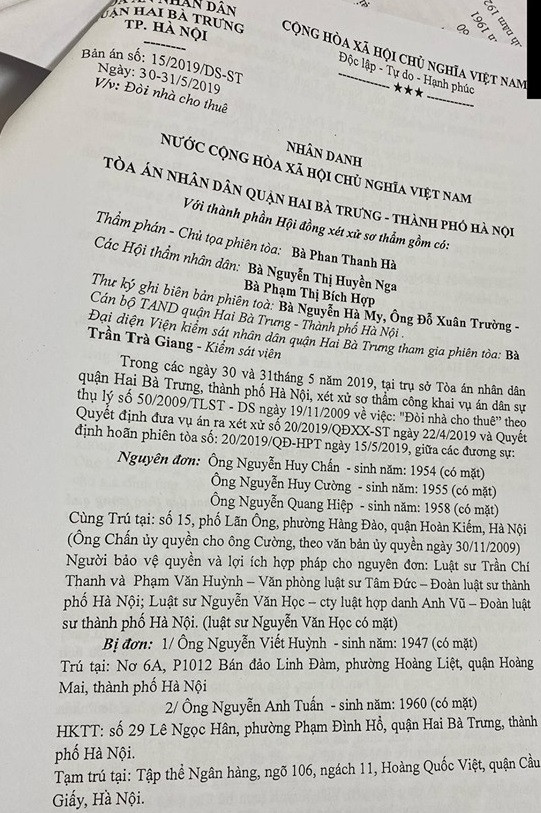 ÁN NHÂN DÂN
QUẬN HAI BÀ TRƯNG
TP. HÀ NỘI
CỘNG HÒA XÃ HỘI CHỦ NGHĨA VIỆT NAM
Độc lập - Tự do - Hạnh phúc
★★★
Bản án số: 15/2019/DS-ST
Ngày: 30-31/5/2019
V/v: Đòi nhà cho thuê
NHÂN DANH
NƯỚC CỘNG HÒA XÃ HỘI CHỦ NGHĨA VIỆT NAM
TÒA ÁN NHÂN DÂN QUẬN HAI BÀ TRƯNG - THÀNH PHỐ HÀ NỘI
Với thành phần Hội đồng xét xử sơ thẩm gồm có:
Thẩm phán - Chủ tọa phiên tòa: Bà Phan Thanh Hà
Các Hội thẩm nhân dân: Bà Nguyễn Thị Huyền Nga
Bà Phạm Thị Bích Hợp
Thư ký ghi biên bản phiên toà: Bà Nguyễn Hà My, Ông Đỗ Xuân Trường -
Cán bộ TAND quận Hai Bà Trưng - Thành phố Hà Nội .
Đại diện Viện kiểm sát nhân dân quận Hai Bà Trưng tham gia phiên tòa: Bà
Trần Trà Giang - Kiểm sát viên
Trong các ngày 30 và 31tháng 5 năm 2019, tại trụ sở Tòa án nhân dân
quận Hai Bà Trưng, thành phố Hà Nội, xét xử sơ thẩm công khai vụ án dân sự
thụ lý số 50/2009/TLST - DS ngày 19/11/2009 về việc: "Đòi nhà cho thuê” theo
Quyết định đưa vụ án ra xét xử số 20/2019/QĐXX-ST ngày 22/4/2019 và Quyết
định hoãn phiên tòa số: 20/2019/QĐ-HPT ngày 15/5/2019, giữa các đương sự:
Nguyên đơn: Ông Nguyễn Huy Chấn - sinh năm: 1954 (có mặt)
Ông Nguyễn Huy Cường - sinh năm: 1955 (có mặt)
Ông Nguyễn Quang Hiệp - sinh năm: 1958 (có mặt)
Cùng Trú tại: số 15, phố Lãn Ông, phường Hàng Đào, quận Hoàn Kiếm, Hà Nội
(Ông Chấn ủy quyền cho ông Cường, theo văn bản ủy quyền ngày 30/11/2009)
Người bảo vệ quyền và lợi ích hợp pháp cho nguyên đơn: Luật sư Trần Chí
Thanh và Phạm Văn Huỳnh – Văn phòng luật sư Tâm Đức – Đoàn luật sư thành
phố Hà Nội; Luật sư Nguyễn Văn Học – cty luật hợp danh Anh Vũ – Đoàn luật
sư thành phố Hà Nội. (luật sư Nguyễn Văn Học có mặt)
Bị đơn: 1/ Ông Nguyễn Viết Huỳnh - sinh năm: 1947 (có mặt)
Trú tại: Nơ 6A, P1012 Bán đảo Linh Đàm, phường Hoàng Liệt, quận Hoàng
Mai, thành phố Hà Nội
2/ Ông Nguyễn Anh Tuấn - sinh năm: 1960 (có mặt)
HKTT: số 29 Lê Ngọc Hân, phường Phạm Đình Hổ, quận Hai Bà Trưng, thành
phố Hà Nội.
Tạm trú tại: Tập thể Ngân hàng, ngõ 106, ngách 11, Hoàng Quốc Việt, quận Cầu
Giấy, Hà Nội.